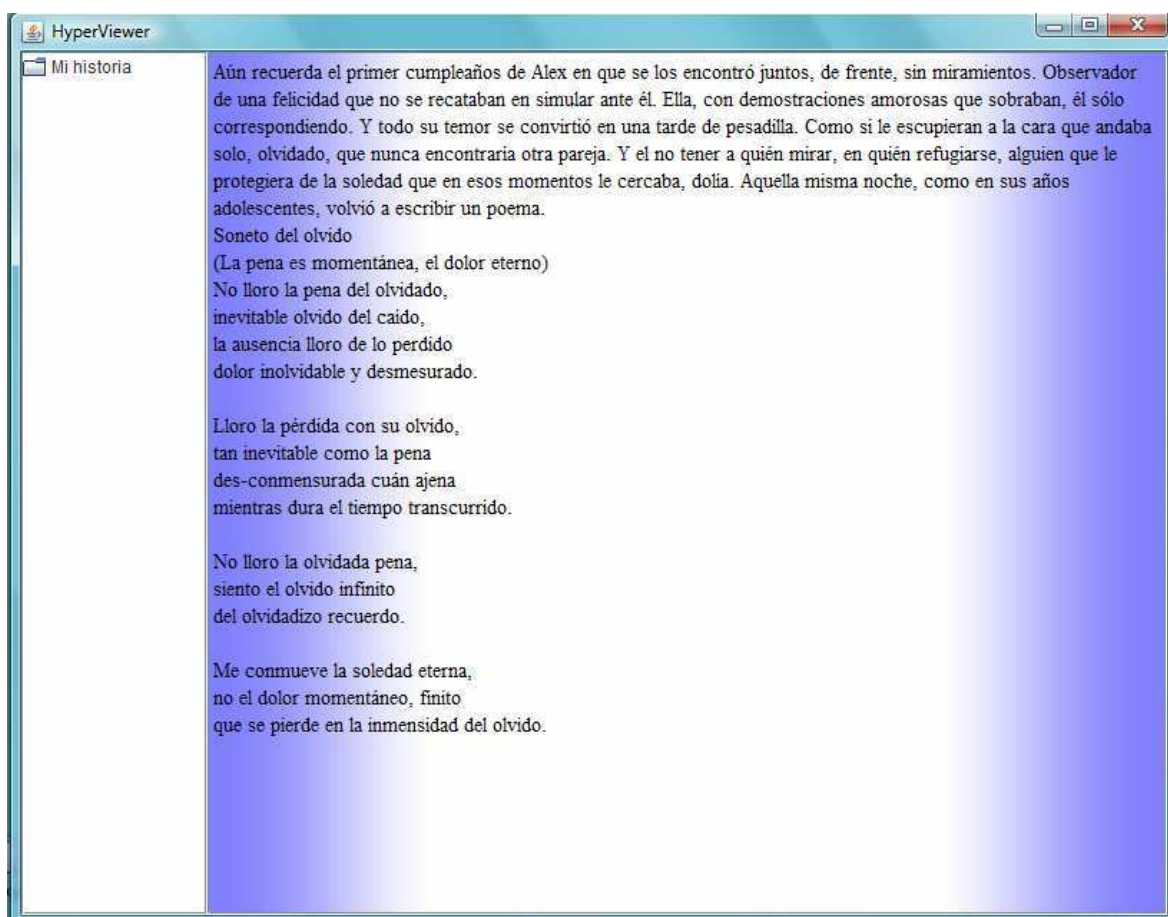 HyperViewer
Mi historia
Aún recuerda el primer cumpleaños de Alex en que se los encontró juntos, de frente, sin miramientos. Observador
de una felicidad que no se recataban en simular ante él. Ella, con demostraciones amorosas que sobraban, él sólo
correspondiendo. Y todo su temor se convirtió en una tarde de pesadilla. Como si le escupieran a la cara que andaba
solo, olvidado, que nunca encontraría otra pareja. Y el no tener a quién mirar, en quién refugiarse, alguien que le
protegiera de la soledad que en esos momentos le cercaba, dolía. Aquella misma noche, como en sus años
adolescentes, volvió a escribir un poema.
Soneto del olvido
(La pena es momentánea, el dolor eterno)
No lloro la pena del olvidado,
inevitable olvido del caído,
la ausencia lloro de lo perdido
dolor inolvidable y desmesurado.

Lloro la pérdida con su olvido,
tan inevitable como la pena
des-conmensurada cuán ajena
mientras dura el tiempo transcurrido.

No lloro la olvidada pena,
siento el olvido infinito
del olvidadizo recuerdo.

Me conmueve la soledad eterna,
no el dolor momentáneo, finito
que se pierde en la inmensidad del olvido.